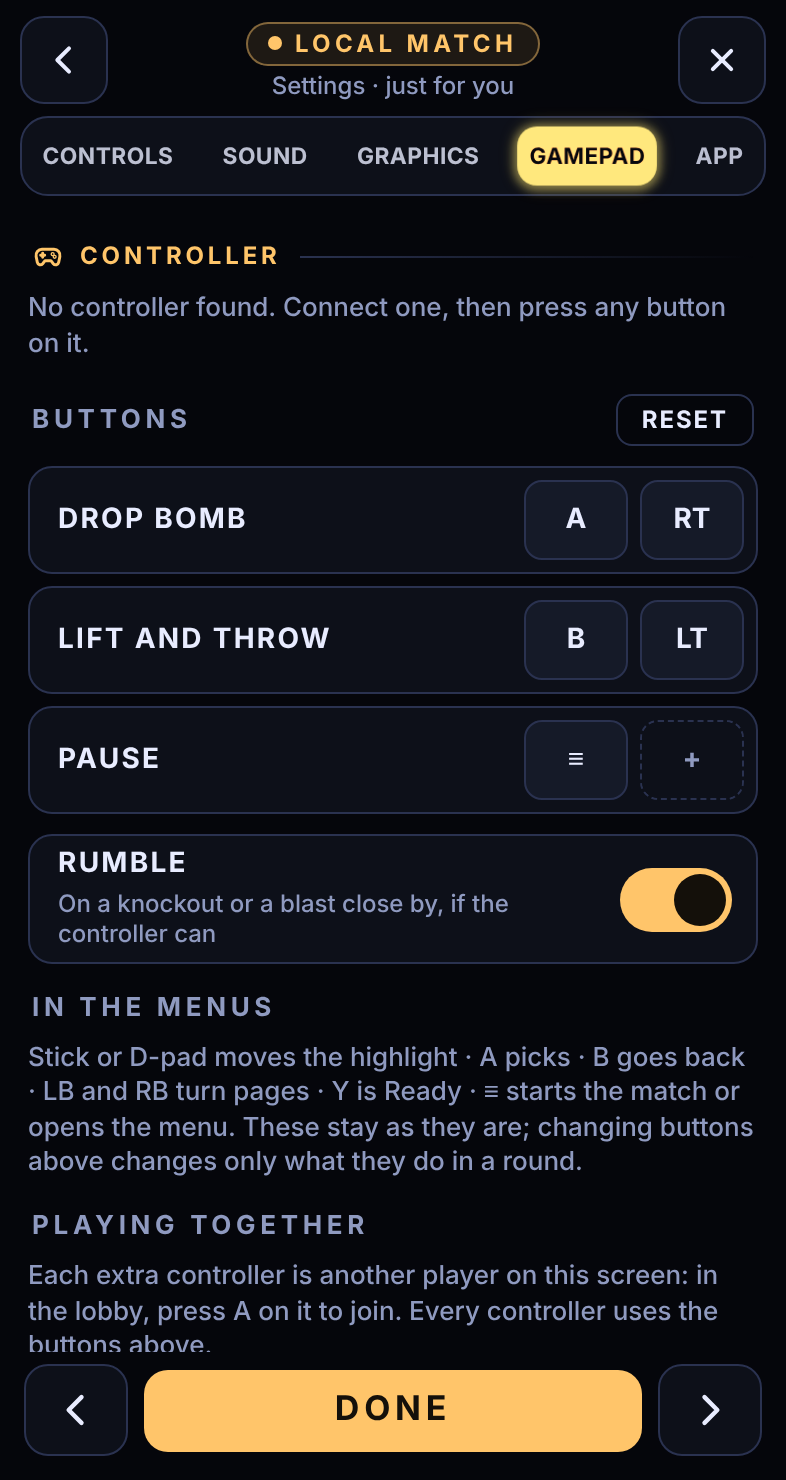 LOCAL MATCH
Settings · just for you
CONTROLS SOUND GRAPHICS GAMEPAD APP
CONTROLLER
No controller found. Connect one, then press any button
on it.
BUTTONS RESET
DROP BOMB A RT
LIFT AND THROW B LT
PAUSE ≡ +
RUMBLE
On a knockout or a blast close by, if the
controller can
IN THE MENUS
Stick or D-pad moves the highlight · A picks · B goes back
· LB and RB turn pages · Y is Ready · ≡ starts the match or
opens the menu. These stay as they are; changing buttons
above changes only what they do in a round.
PLAYING TOGETHER
Each extra controller is another player on this screen: in
the lobby, press A on it to join. Every controller uses the
buttons above.
DONE